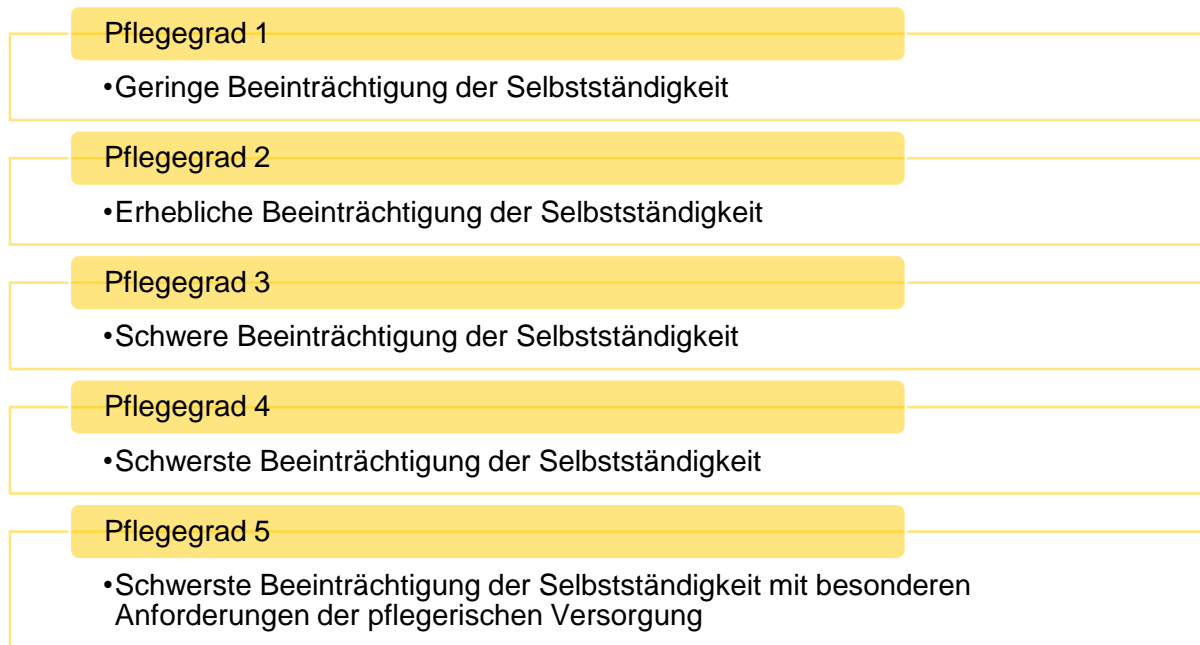 Pflegegrad 1
•Geringe Beeinträchtigung der Selbstständigkeit
Pflegegrad 2
•Erhebliche Beeinträchtigung der Selbstständigkeit
Pflegegrad 3
•Schwere Beeinträchtigung der Selbstständigkeit
Pflegegrad 4
•Schwerste Beeinträchtigung der Selbstständigkeit
Pflegegrad 5
•Schwerste Beeinträchtigung der Selbstständigkeit mit besonderen
Anforderungen der pflegerischen Versorgung